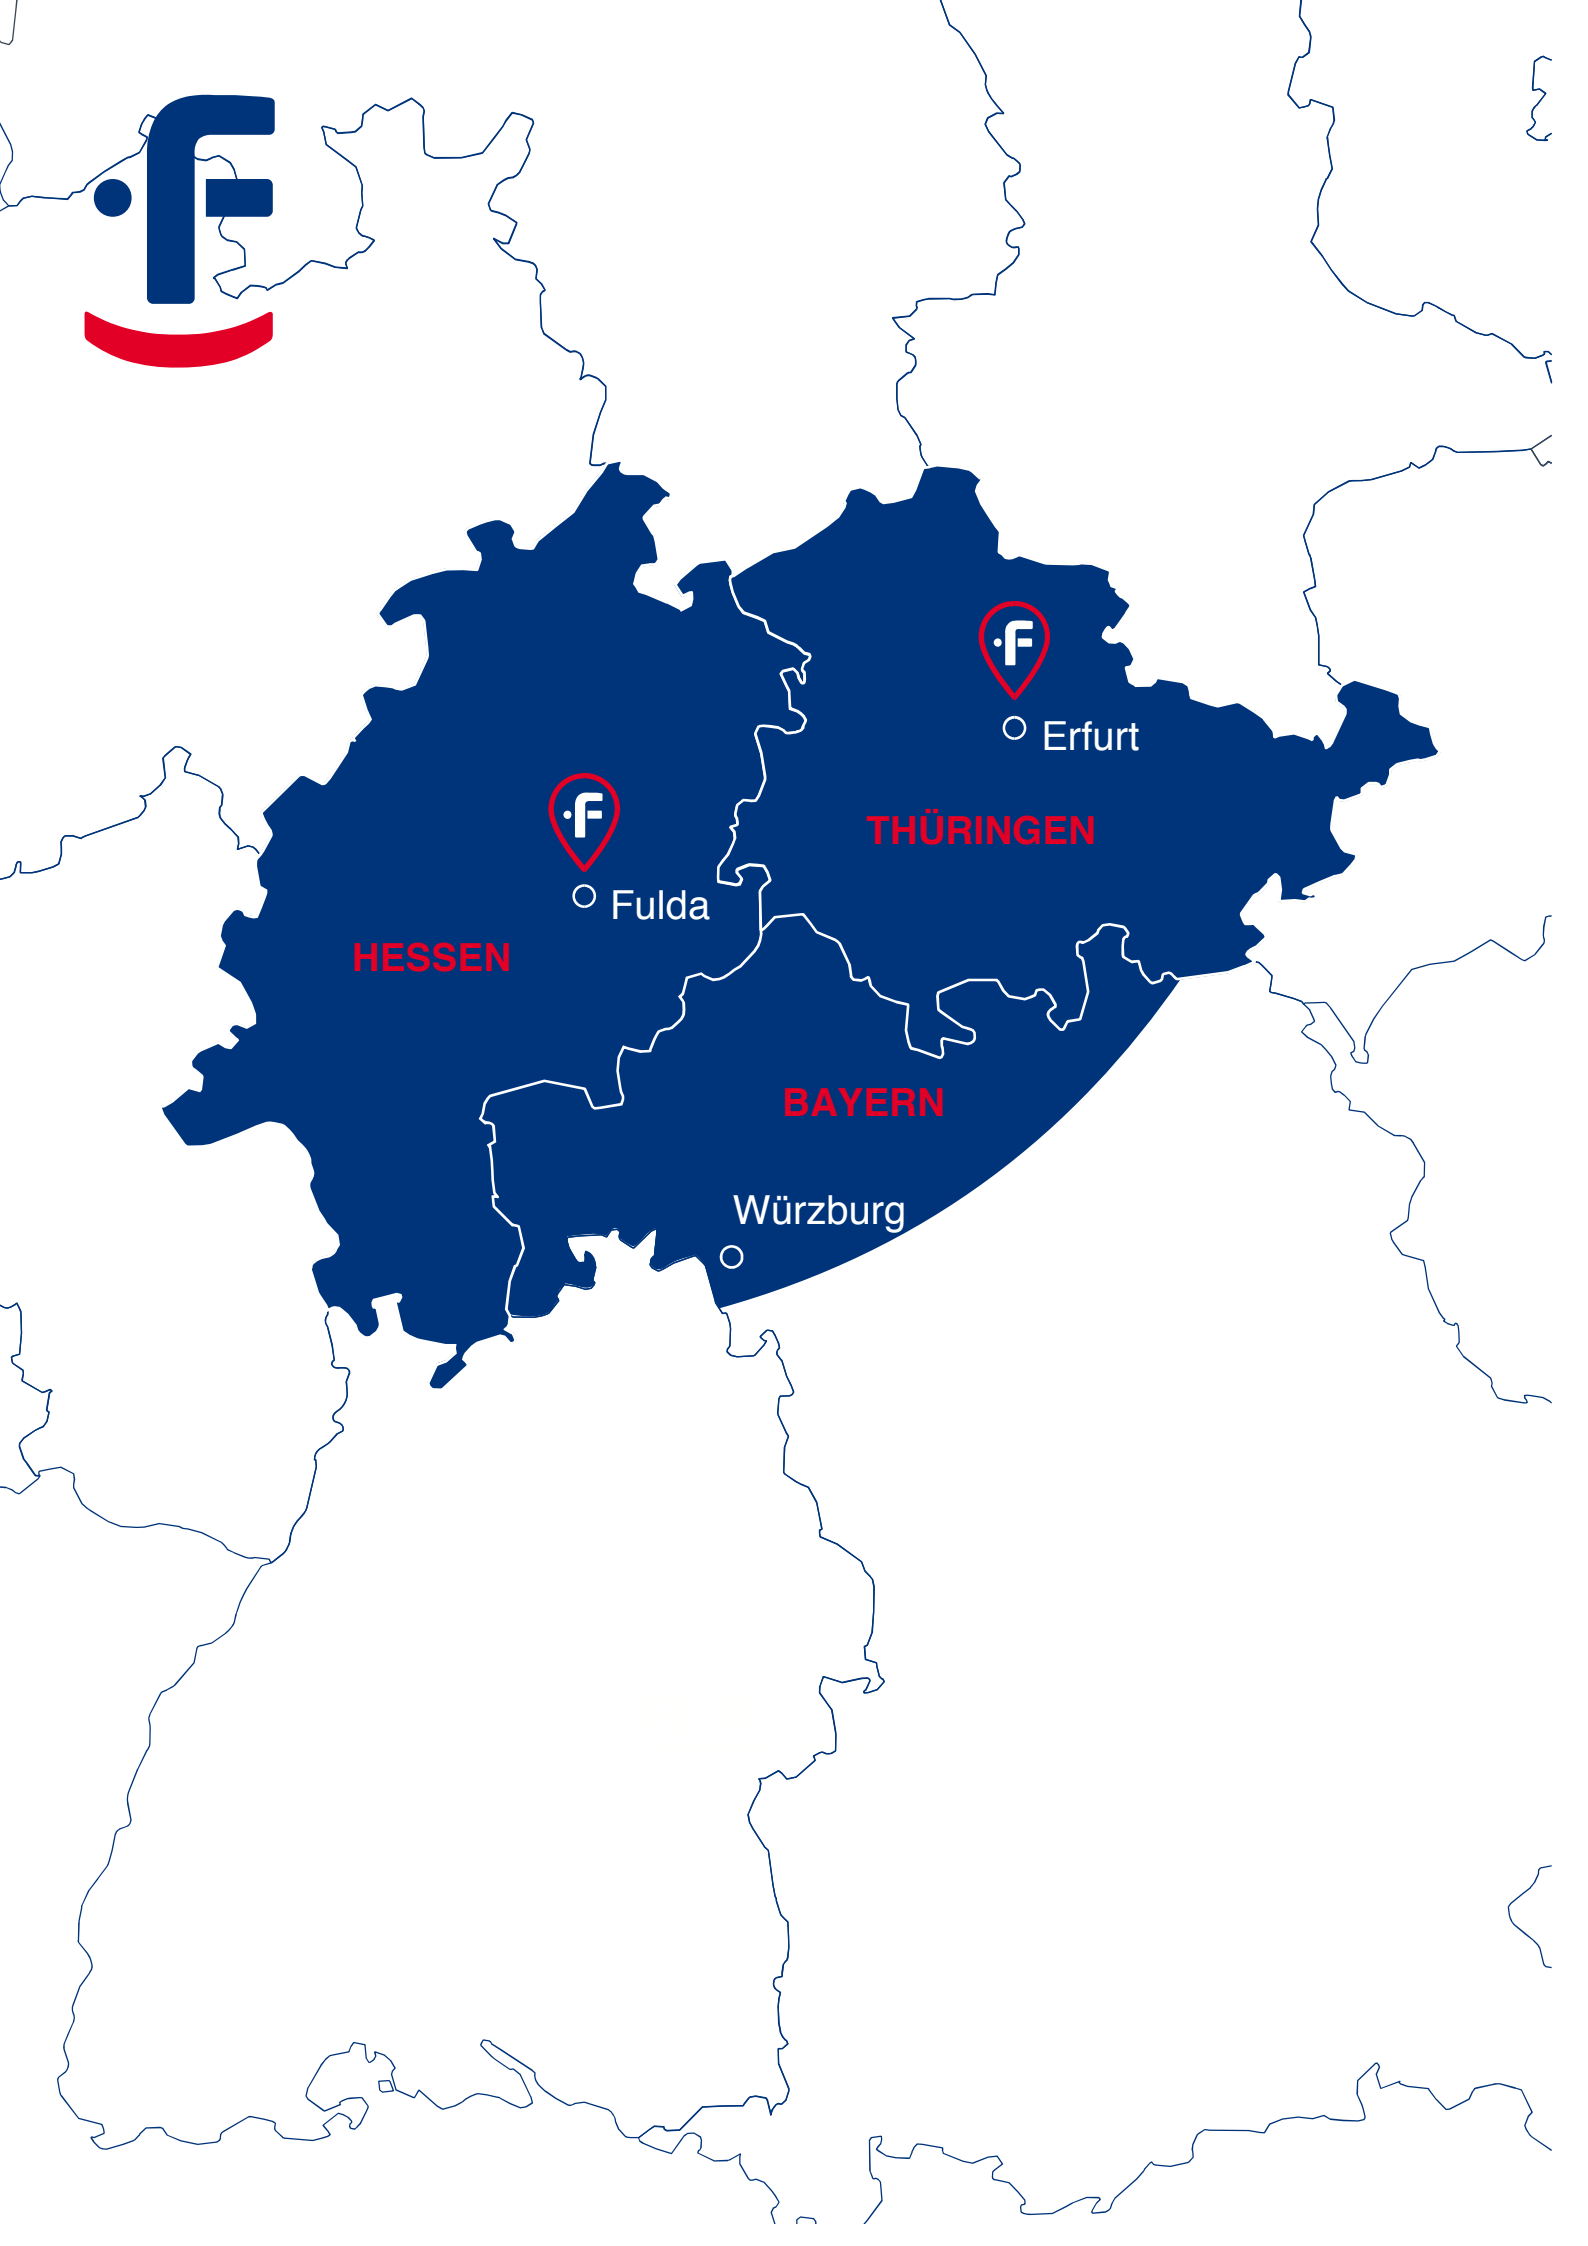 F
F
Erfurt
THÜRINGEN
F
Fulda
HESSEN
BAYERN
Würzburg